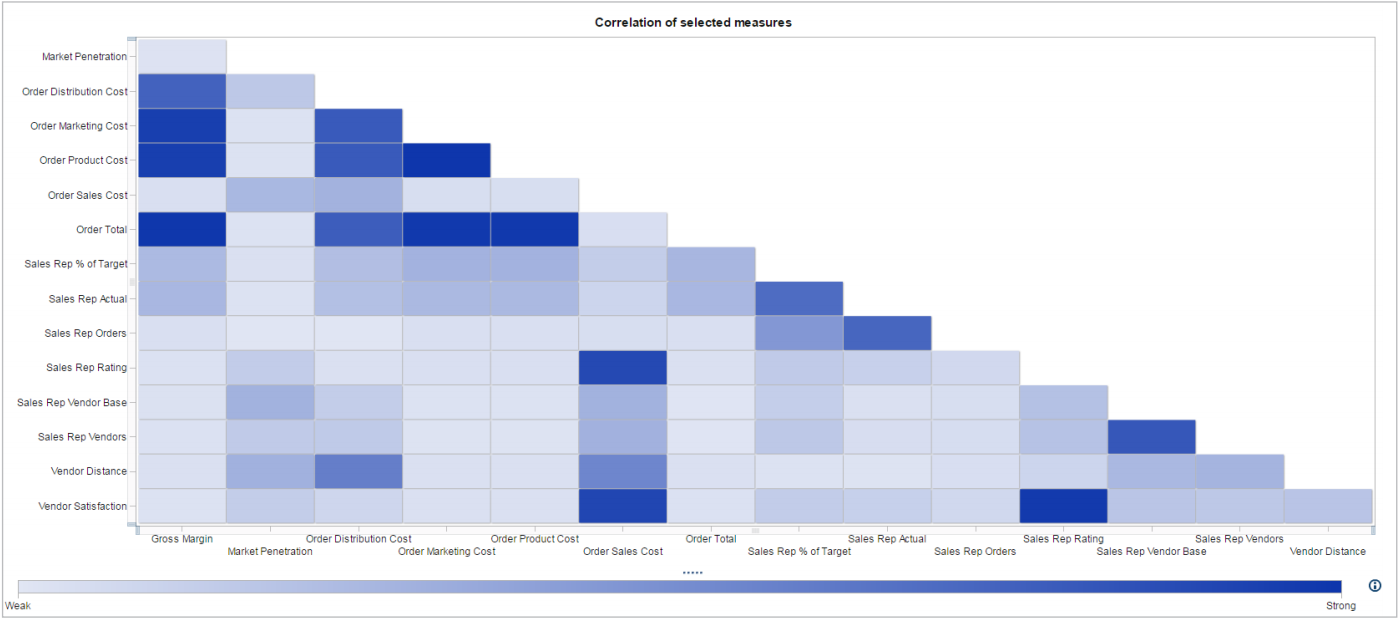 Correlation of selected measures
Market Penetration
Order Distribution Cost
Order Marketing Cost
Order Product Cost
Order Sales Cost
Order Total
Sales Rep % of Target
Sales Rep Actual
Sales Rep Orders
Sales Rep Rating
Sales Rep Vendor Base
Sales Rep Vendors
Vendor Distance
Vendor Satisfaction
Gross Margin
Market Penetration
Order Distribution Cost
Order Marketing Cost
Order Product Cost
Order Sales Cost
Order Total
Sales Rep % of Target
Sales Rep Actual
Sales Rep Orders
Sales Rep Rating
Sales Rep Vendor Base
Sales Rep Vendors
Vendor Distance
Weak
Strong